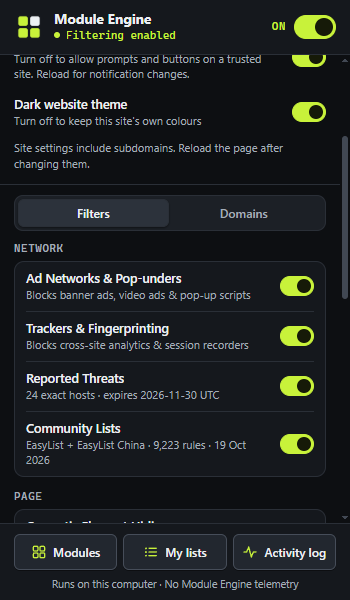 Module Engine
Filtering enabled
ON
Turn off to allow prompts and buttons on a trusted
site. Reload for notification changes.
Dark website theme
Turn off to keep this site's own colours
Site settings include subdomains. Reload the page after
changing them.
Filters
Domains
NETWORK
Ad Networks & Pop-unders
Blocks banner ads, video ads & pop-up scripts
Trackers & Fingerprinting
Blocks cross-site analytics & session recorders
Reported Threats
24 exact hosts · expires 2026-11-30 UTC
Community Lists
EasyList + EasyList China · 9,223 rules · 19 Oct
2026
PAGE
Modules
My lists
Activity log
Runs on this computer · No Module Engine telemetry